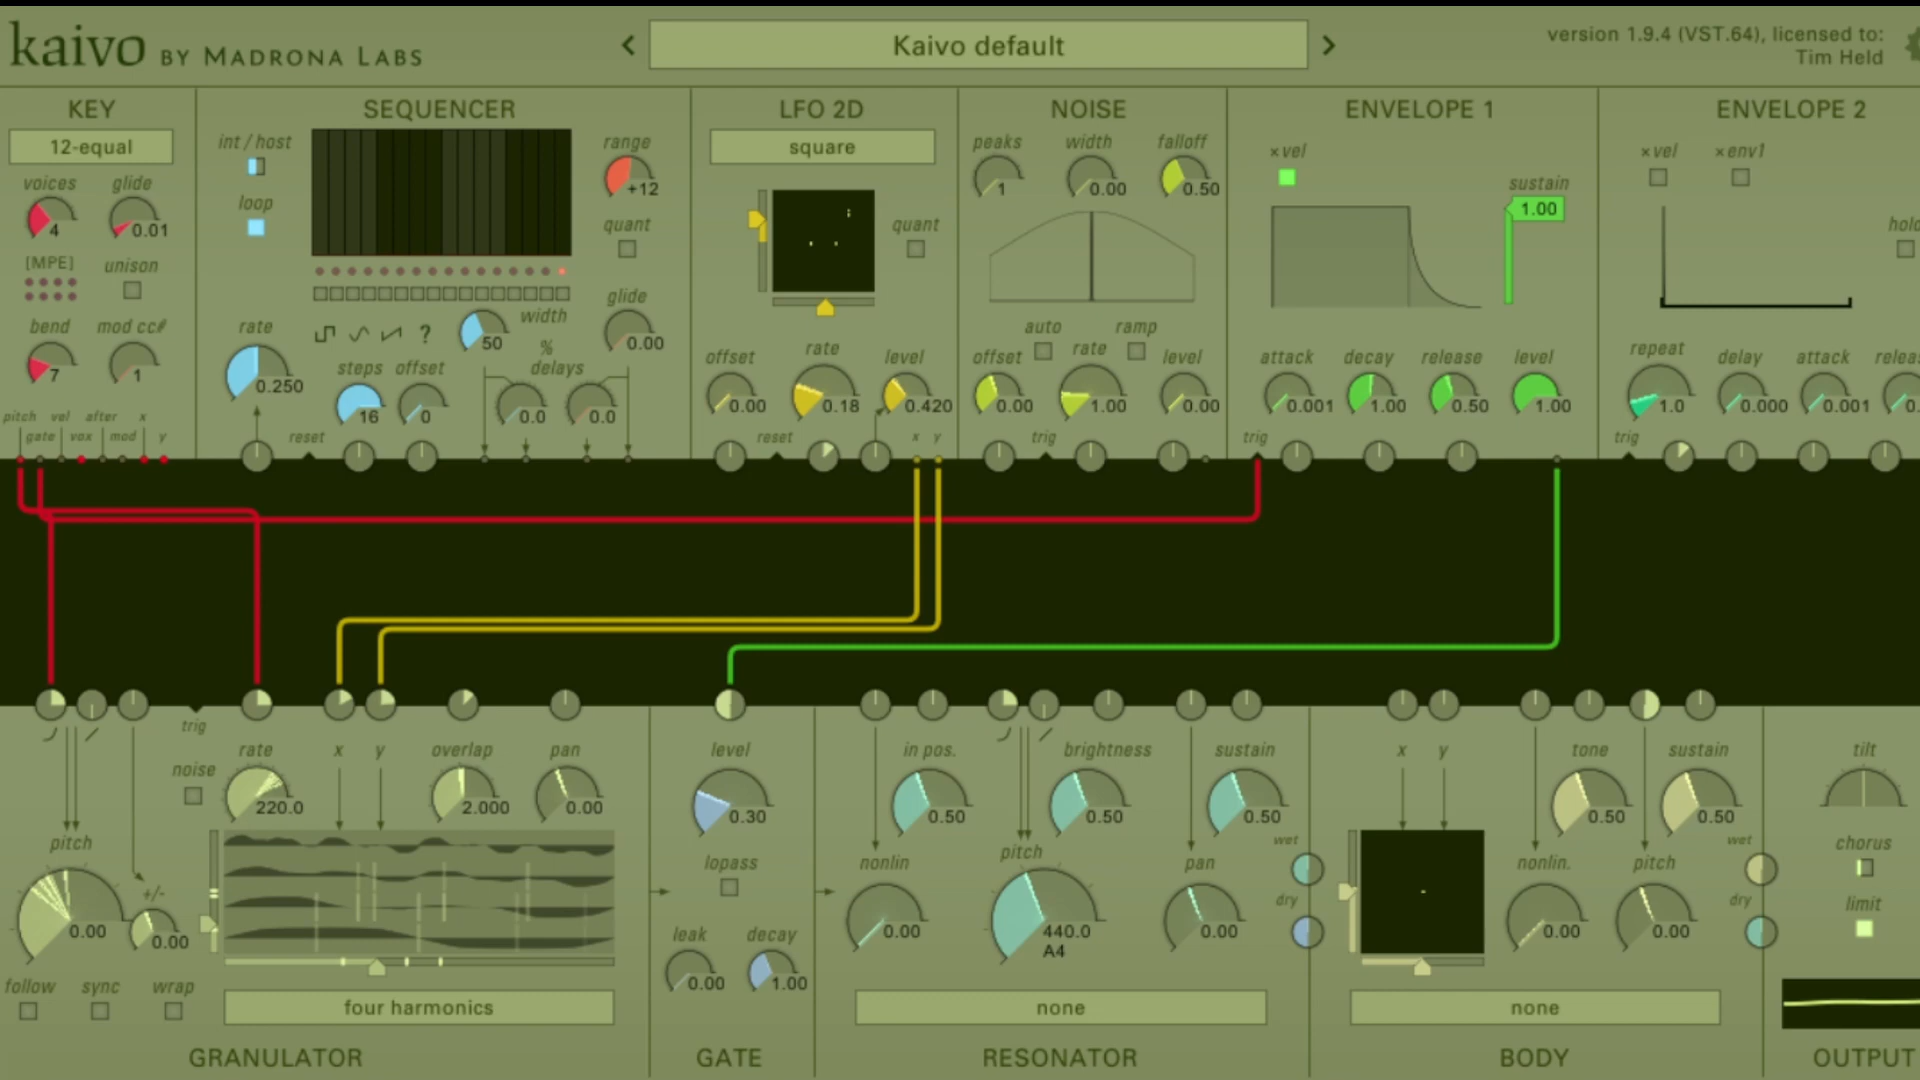 kaivo BY MADRONA LABS
Kaivo default
version 1.9.4 (VST.64), licensed to:
Tim Held
KEY
12-equal
voices
4
glide
0.01
[MPE]
unison
bend
7
mod cc#
1
pitch
vel
after
x
gate
vox
mod
y
SEQUENCER
int / host
loop
range
+12
quant
glide
0.00
rate
0.250
?
width
50
%
steps
16
offset
0
delays
0.0
0.0
reset
LFO 2D
square
quant
offset
0.00
rate
0.18
level
0.420
reset
x
y
NOISE
peaks
1
width
0.00
falloff
0.50
auto
ramp
offset
0.00
rate
1.00
level
0.00
trig
ENVELOPE 1
×vel
sustain
1.00
attack
0.001
decay
1.00
release
0.50
level
1.00
trig
ENVELOPE 2
×vel
×env1
hold
repeat
1.0
delay
0.000
attack
0.001
releas
0.
trig
trig
rate
220.0
noise
x
y
overlap
2.000
pan
0.00
pitch
0.00
+/-
0.00
follow
sync
wrap
four harmonics
GRANULATOR
level
0.30
lopass
leak
0.00
decay
1.00
GATE
in pos.
0.50
brightness
0.50
sustain
0.50
nonlin
0.00
pitch
440.0
A4
pan
0.00
wet
dry
none
RESONATOR
x
y
tone
0.50
sustain
0.50
nonlin.
0.00
pitch
0.00
wet
dry
none
BODY
tilt
chorus
limit
OUTPUT